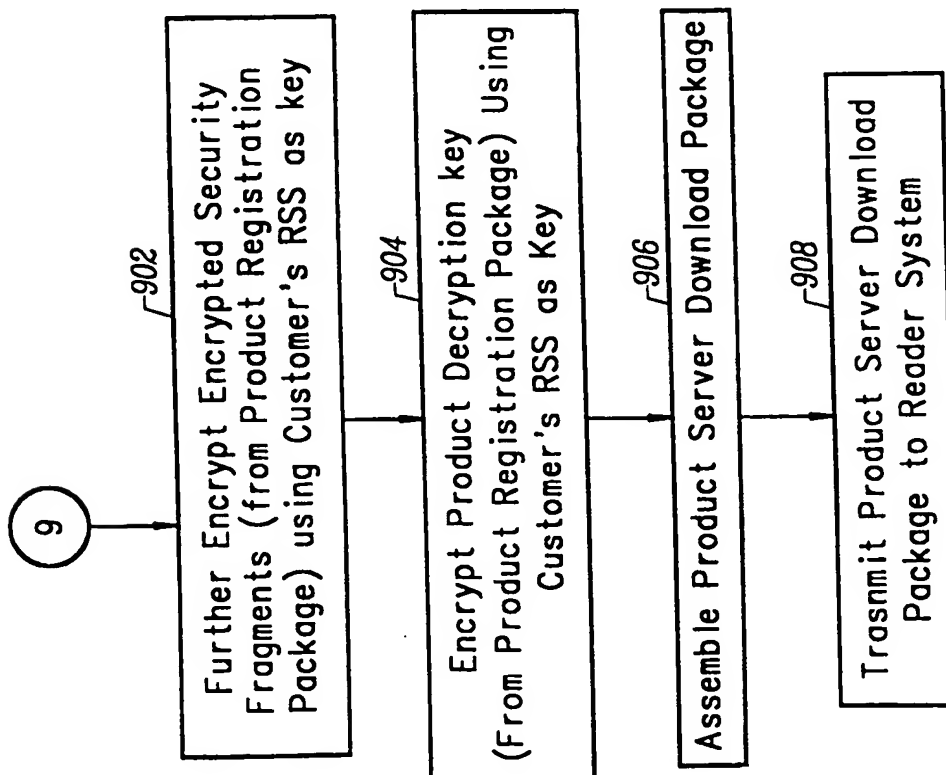 9
902
Further Encrypt Encrypted Security
Fragments (from Product Registration
Package) using Customer's RSS as key
904
Encrypt Product Decryption key
(From Product Registration Package) Using
Customer's RSS as Key
906
Assemble Product Server Download Package
908
Trasnmit Product Server Download
Package to Reader System